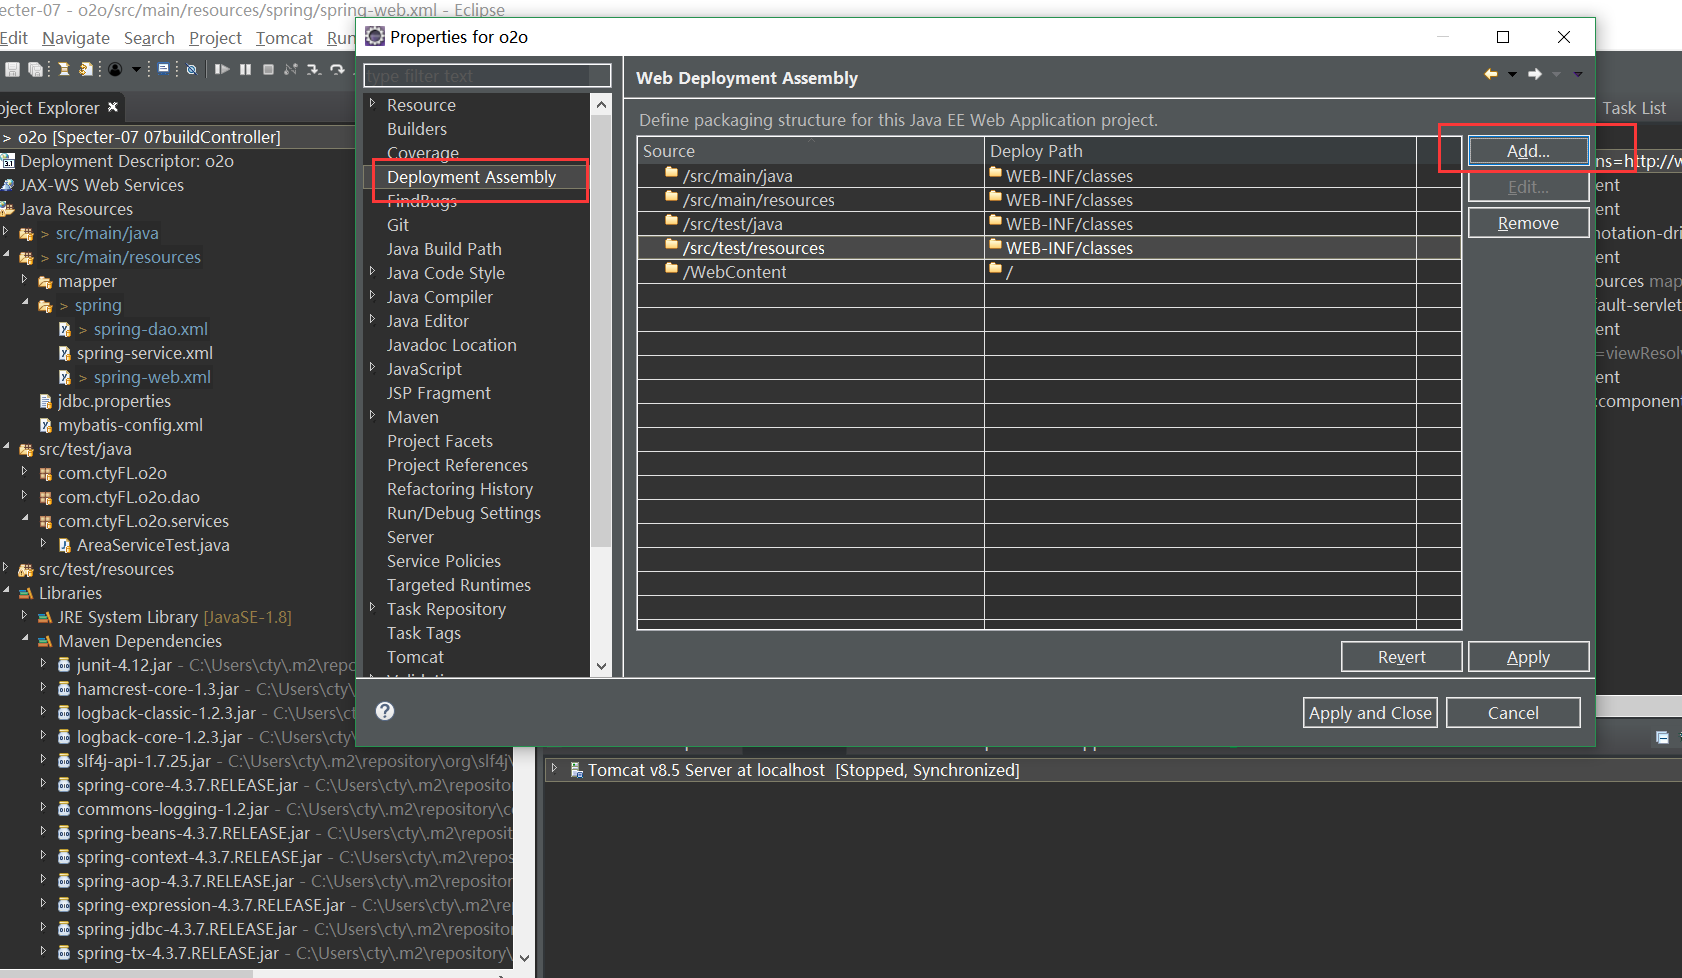 ecter-07 - o2o/src/main/resources/spring/spring-web.xml - Eclipse
Edit Navigate Search Project Tomcat Run
oject Explorer
> o2o [Specter-07 07buildController]
Deployment Descriptor: o2o
JAX-WS Web Services
Java Resources
> src/main/java
> src/main/resources
mapper
> spring
> spring-dao.xml
spring-service.xml
> spring-web.xml
jdbc.properties
mybatis-config.xml
src/test/java
com.ctyFL.o2o
com.ctyFL.o2o.dao
com.ctyFL.o2o.services
AreaServiceTest.java
src/test/resources
Libraries
JRE System Library [JavaSE-1.8]
Maven Dependencies
junit-4.12.jar - C:\Users\cty\.m2\repo
hamcrest-core-1.3.jar - C:\Users\cty\
logback-classic-1.2.3.jar - C:\Users\ct
logback-core-1.2.3.jar - C:\Users\cty\
slf4j-api-1.7.25.jar - C:\Users\cty\.m2\repository\org\slf4j\
spring-core-4.3.7.RELEASE.jar - C:\Users\cty\.m2\reposito
commons-logging-1.2.jar - C:\Users\cty\.m2\repository\c
spring-beans-4.3.7.RELEASE.jar - C:\Users\cty\.m2\reposit
spring-context-4.3.7.RELEASE.jar - C:\Users\cty\.m2\repos
spring-aop-4.3.7.RELEASE.jar - C:\Users\cty\.m2\repositor
spring-expression-4.3.7.RELEASE.jar - C:\Users\cty\.m2\re
spring-jdbc-4.3.7.RELEASE.jar - C:\Users\cty\.m2\reposito
spring-tx-4.3.7.RELEASE.jar - C:\Users\cty\.m2\repository\
Properties for o2o
type filter text
Resource
Builders
Coverage
Deployment Assembly
FindBugs
Git
Java Build Path
Java Code Style
Java Compiler
Java Editor
Javadoc Location
JavaScript
JSP Fragment
Maven
Project Facets
Project References
Refactoring History
Run/Debug Settings
Server
Service Policies
Targeted Runtimes
Task Repository
Task Tags
Tomcat
Web Deployment Assembly
Define packaging structure for this Java EE Web Application project.
Source Deploy Path
/src/main/java WEB-INF/classes
/src/main/resources WEB-INF/classes
/src/test/java WEB-INF/classes
/src/test/resources WEB-INF/classes
/WebContent /
Add...
Edit...
Remove
Revert Apply
Apply and Close Cancel
Task List
ns=http://w
ent
ent
notation-dri
ent
ources map
fault-servlet
ent
=viewResol
ent
:component
Tomcat v8.5 Server at localhost [Stopped, Synchronized]